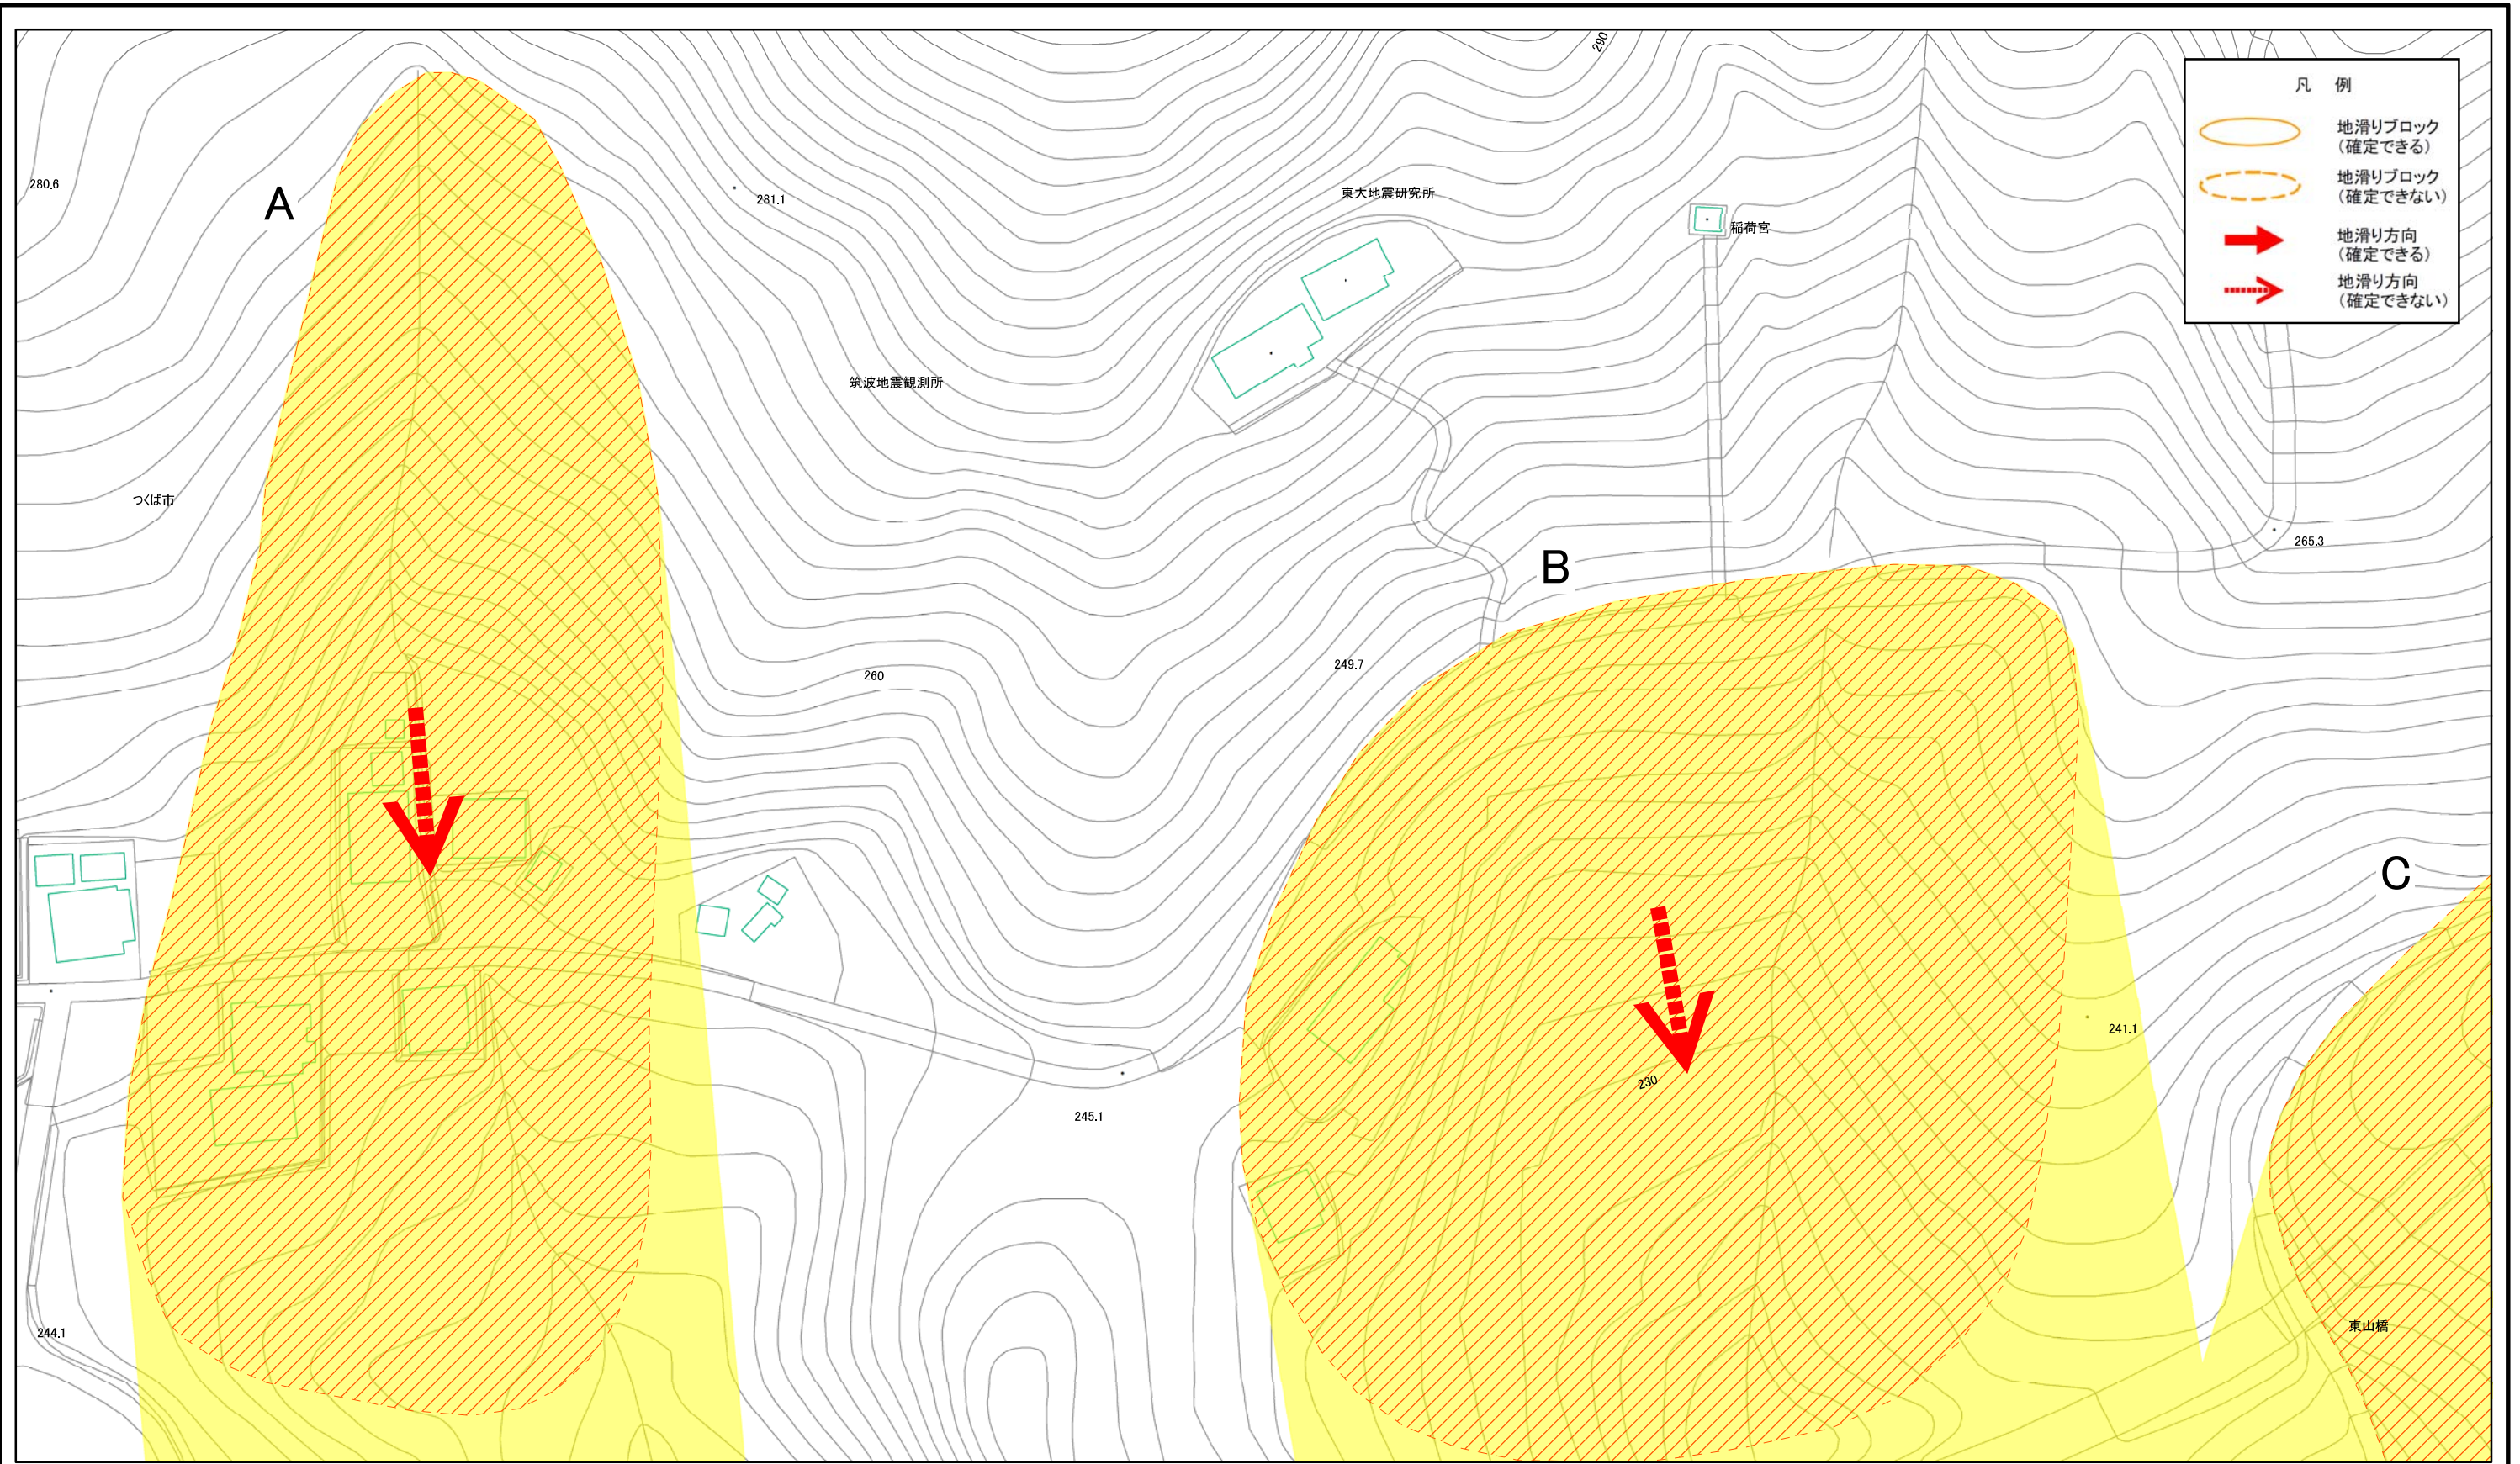 凡 例
地滑りブロック
(確定できる)
地滑りブロック
(確定できない)
地滑り方向
(確定できる)
地滑り方向
(確定できない)
290
280.6
A
281.1
東大地震研究所
稲荷宮
筑波地震観測所
つくば市
265.3
B
249.7
260
C
241.1
230
245.1
244.1
東山橋